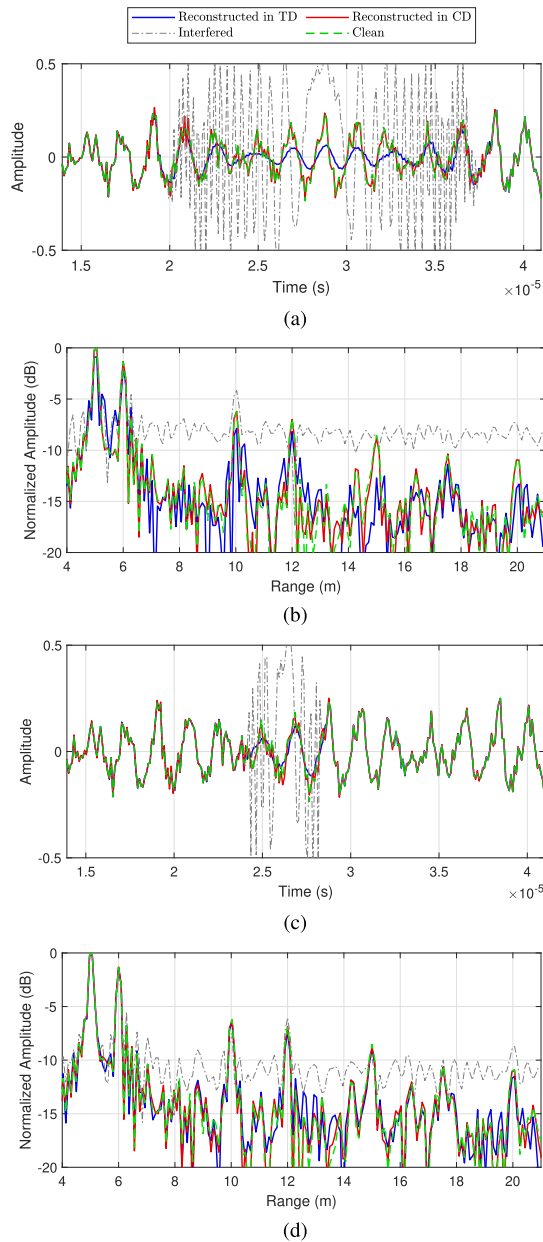 Reconstructed in TD Reconstructed in CD
Interfered Clean
0.5
0
-0.5
Amplitude
1.5 2 2.5 3 3.5 4
Time (s)
×10⁻⁵
(a)
0
-5
-10
-15
-20
Normalized Amplitude (dB)
4 6 8 10 12 14 16 18 20
Range (m)
(b)
0.5
0
-0.5
Amplitude
1.5 2 2.5 3 3.5 4
Time (s)
×10⁻⁵
(c)
0
-5
-10
-15
-20
Normalized Amplitude (dB)
4 6 8 10 12 14 16 18 20
Range (m)
(d)